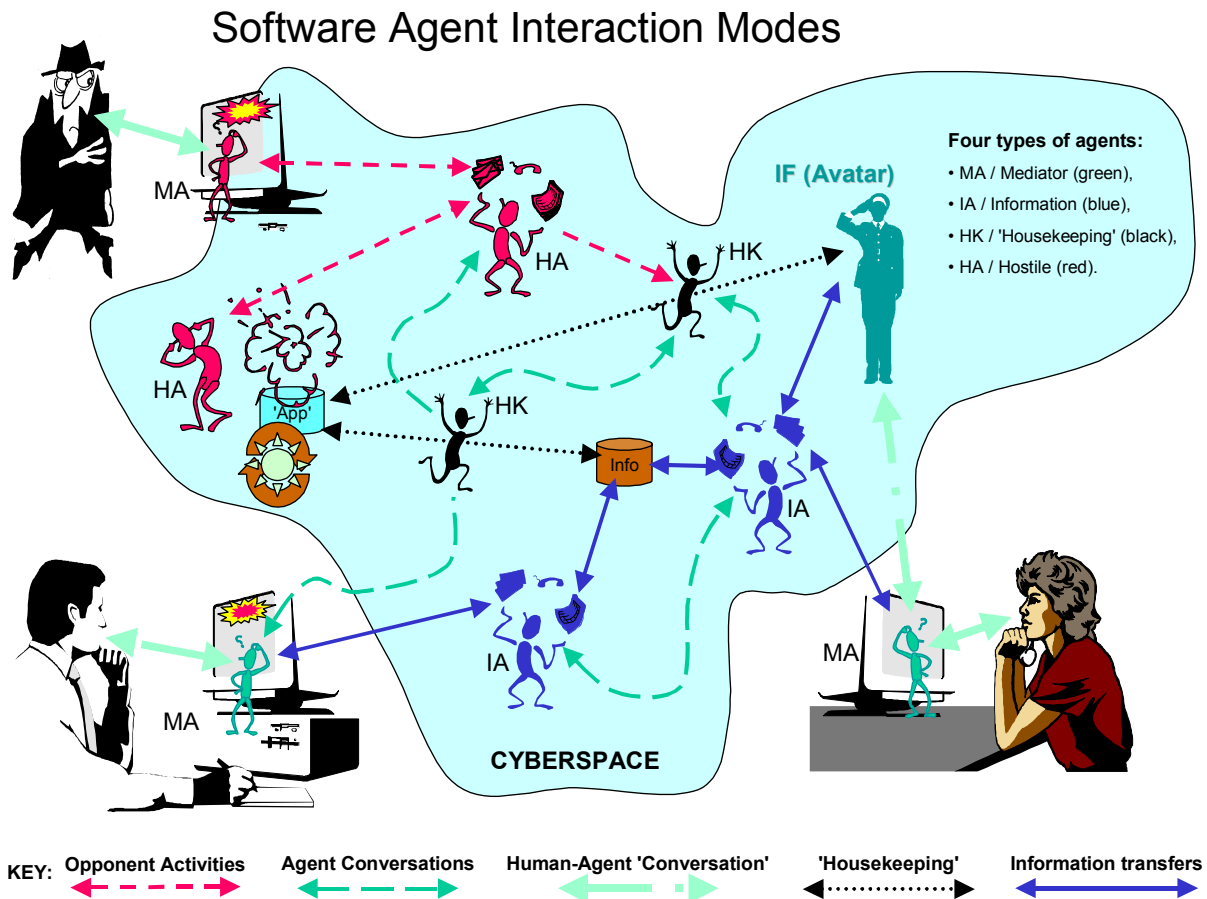 Software Agent Interaction Modes
Four types of agents:
• MA / Mediator (green),
• IA / Information (blue),
• HK / 'Housekeeping' (black),
• HA / Hostile (red).
IF (Avatar)
?
MA
HA
HK
HA
'App'
HK
Info
IA
?
MA
IA
?
MA
CYBERSPACE
KEY:
Opponent Activities
Agent Conversations
Human-Agent 'Conversation'
'Housekeeping'
Information transfers